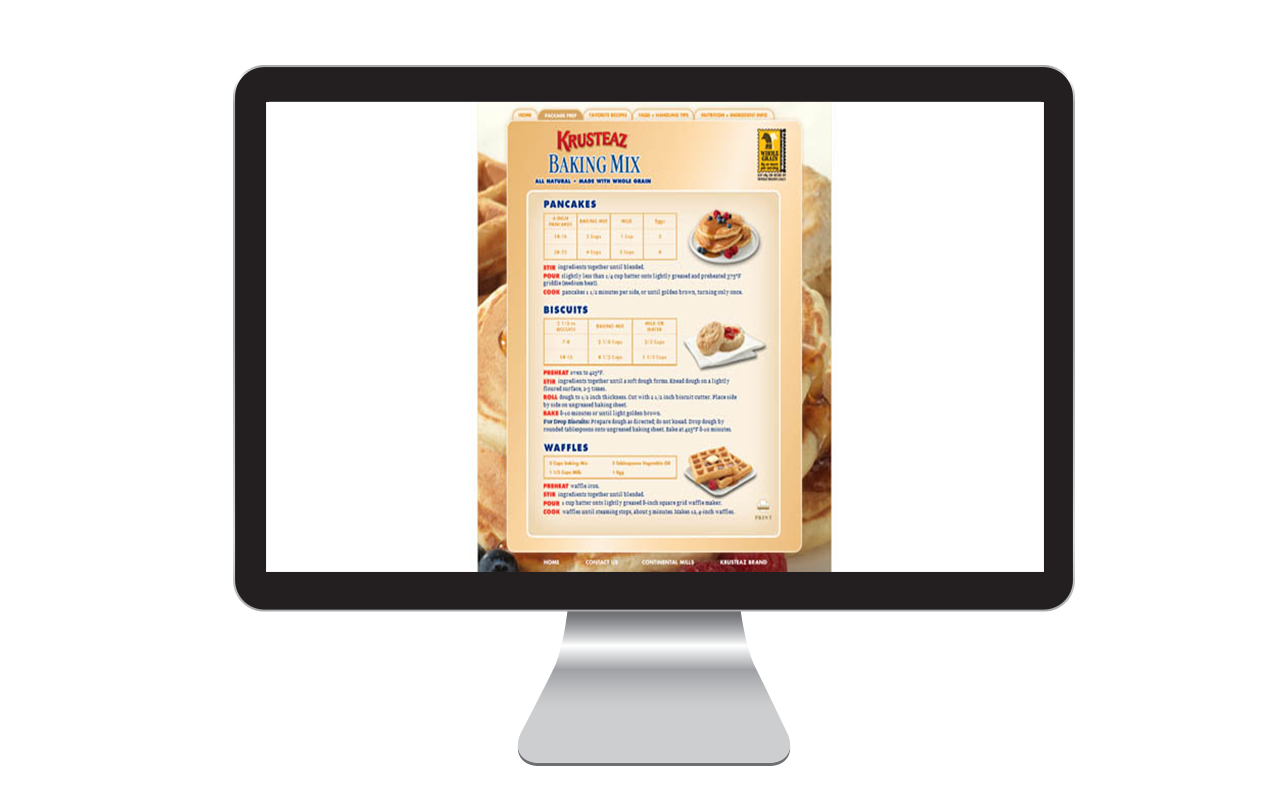 HOME PACKAGE PREP FAVORITE RECIPES FAQS + HANDLING TIPS NUTRITION + INGREDIENT INFO
KRUSTEAZ
BAKING MIX
ALL NATURAL • MADE WITH WHOLE GRAIN
WHOLE
GRAIN
PANCAKES
4-INCH PANCAKES BAKING MIX MILK Eggs
14-16 2 Cups 1 Cup 2
28-32 4 Cups 2 Cups 4
STIR ingredients together until blended.
POUR slightly less than 1/4 cup batter onto lightly greased and preheated 375°F
griddle (medium heat).
COOK pancakes 1 1/2 minutes per side, or until golden brown, turning only once.
BISCUITS
2 1/2 in BISCUITS BAKING MIX MILK OR WATER
7-8 2 1/4 Cups 2/3 Cups
14-16 4 1/2 Cups 1 1/3 Cups
PREHEAT oven to 425°F.
STIR ingredients together until a soft dough forms. Knead dough on a lightly
floured surface, 2-3 times.
ROLL dough to 1/2 inch thickness. Cut with 2 1/2 inch biscuit cutter. Place side
by side on ungreased baking sheet.
BAKE 8-10 minutes or until light golden brown.
For Drop Biscuits: Prepare dough as directed; do not knead. Drop dough by
rounded tablespoons onto ungreased baking sheet. Bake at 425°F 8-10 minutes.
WAFFLES
2 Cups Baking Mix 2 Tablespoons Vegetable Oil
1 1/3 Cups Milk 1 Egg
PREHEAT waffle iron.
STIR ingredients together until blended.
POUR 1 cup batter onto lightly greased 8-inch square grid waffle maker.
COOK waffles until steaming stops, about 5 minutes. Makes 12, 4-inch waffles.
PRINT
HOME CONTACT US CONTINENTAL MILLS KRUSTEAZ BRAND